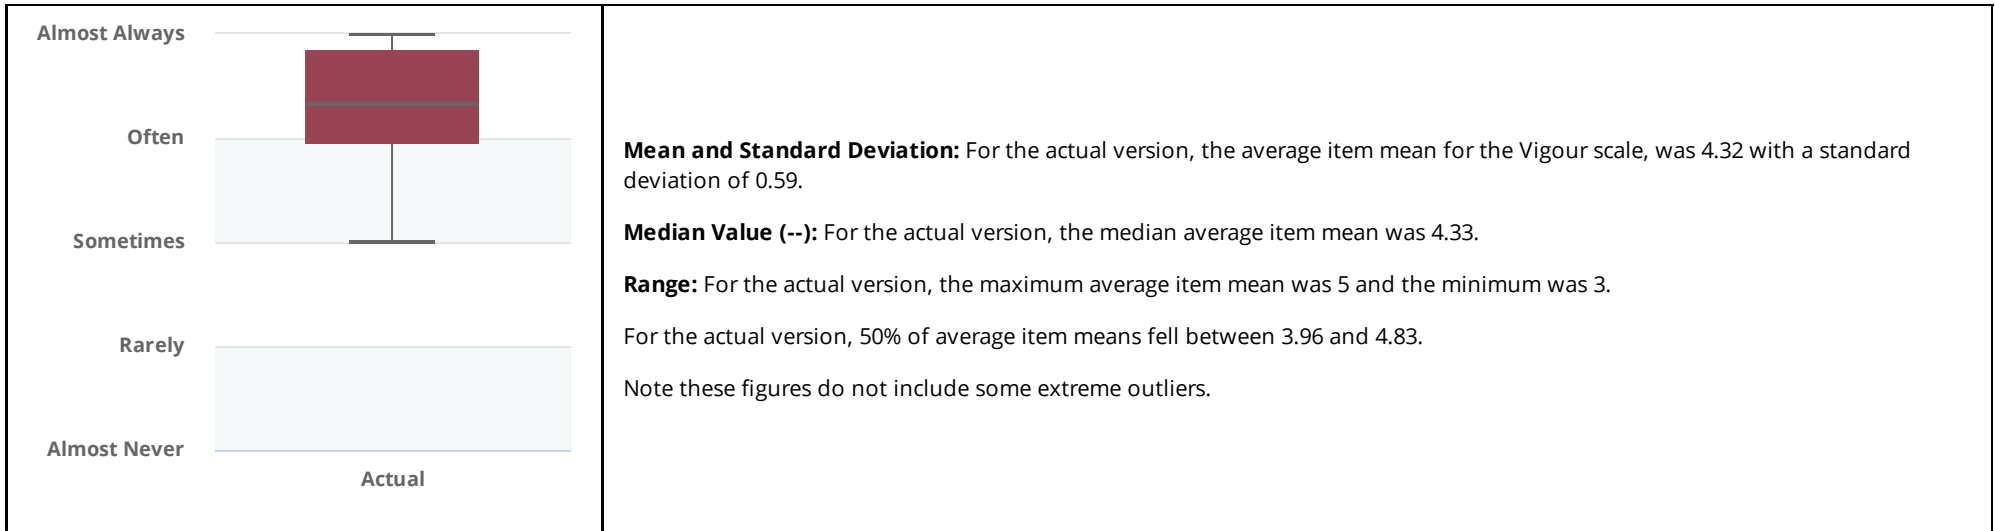 Almost Always
Often
Sometimes
Rarely
Almost Never
Actual
Mean and Standard Deviation: For the actual version, the average item mean for the Vigour scale, was 4.32 with a standard
deviation of 0.59.
Median Value (--): For the actual version, the median average item mean was 4.33.
Range: For the actual version, the maximum average item mean was 5 and the minimum was 3.
For the actual version, 50% of average item means fell between 3.96 and 4.83.
Note these figures do not include some extreme outliers.